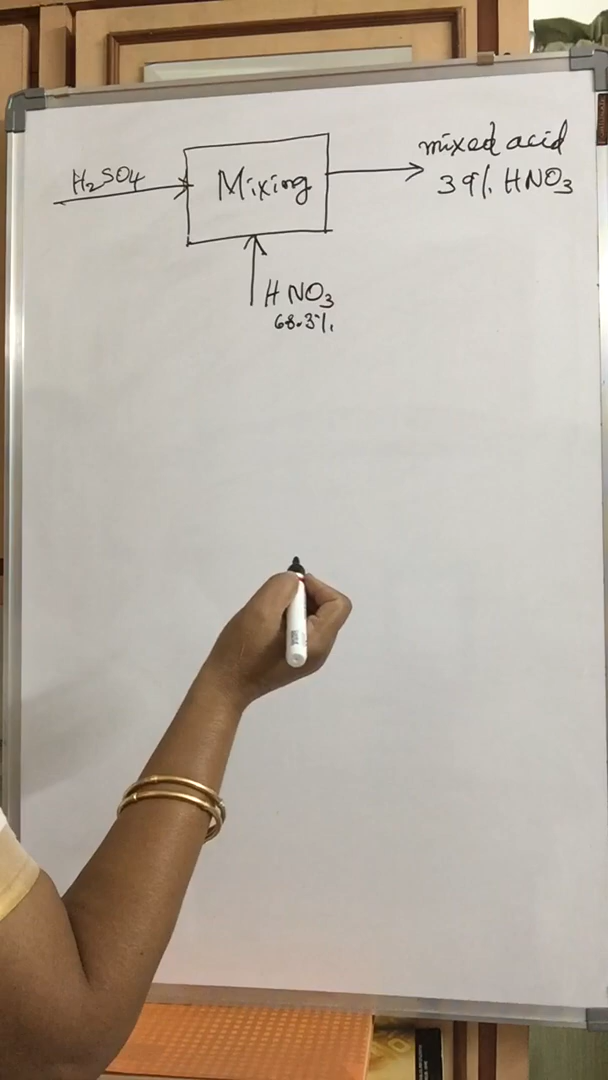 mixed acid
H₂SO₄
Mixing
39% HNO₃
HNO₃
68.3%